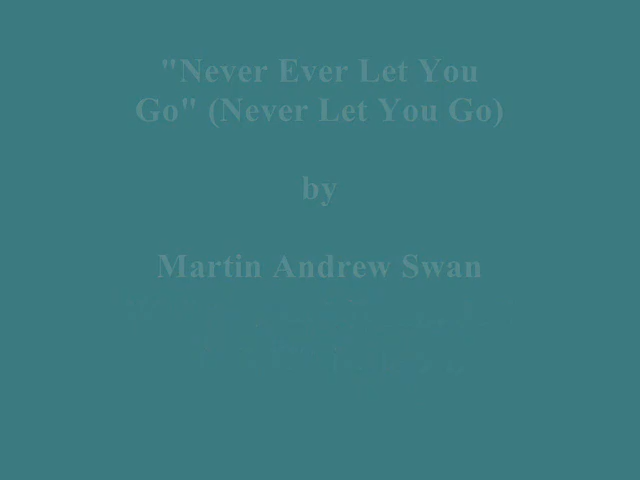 "Never Ever Let You
Go" (Never Let You Go)
by
Martin Andrew Swan